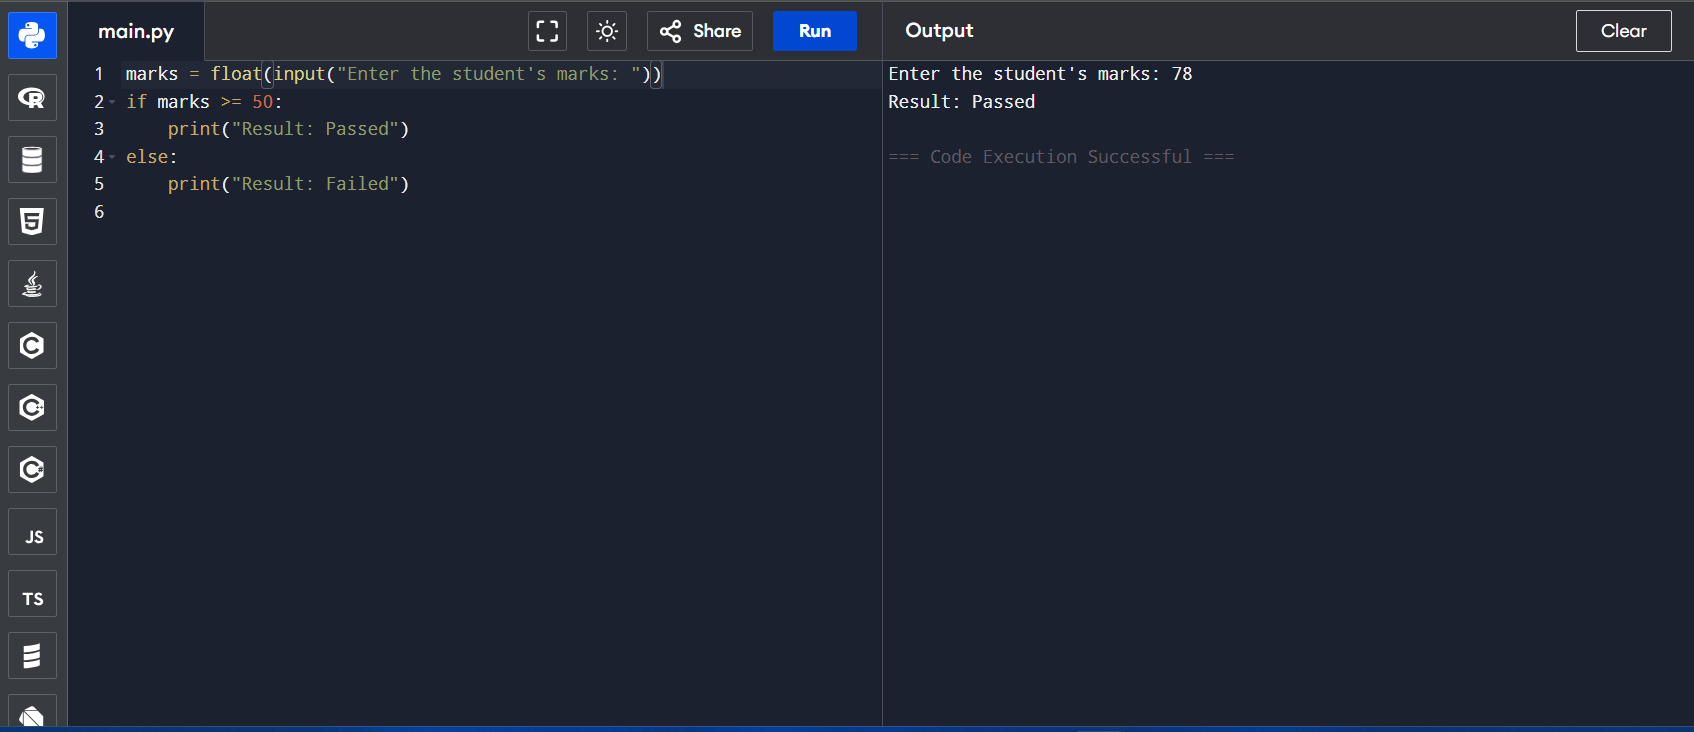 main.py
Share
Run
Output
Clear
1 marks = float(input("Enter the student's marks: "))
2 if marks >= 50:
3     print("Result: Passed")
4 else:
5     print("Result: Failed")
6
Enter the student's marks: 78
Result: Passed
=== Code Execution Successful ===
R
5
C
C++
C#
JS
TS